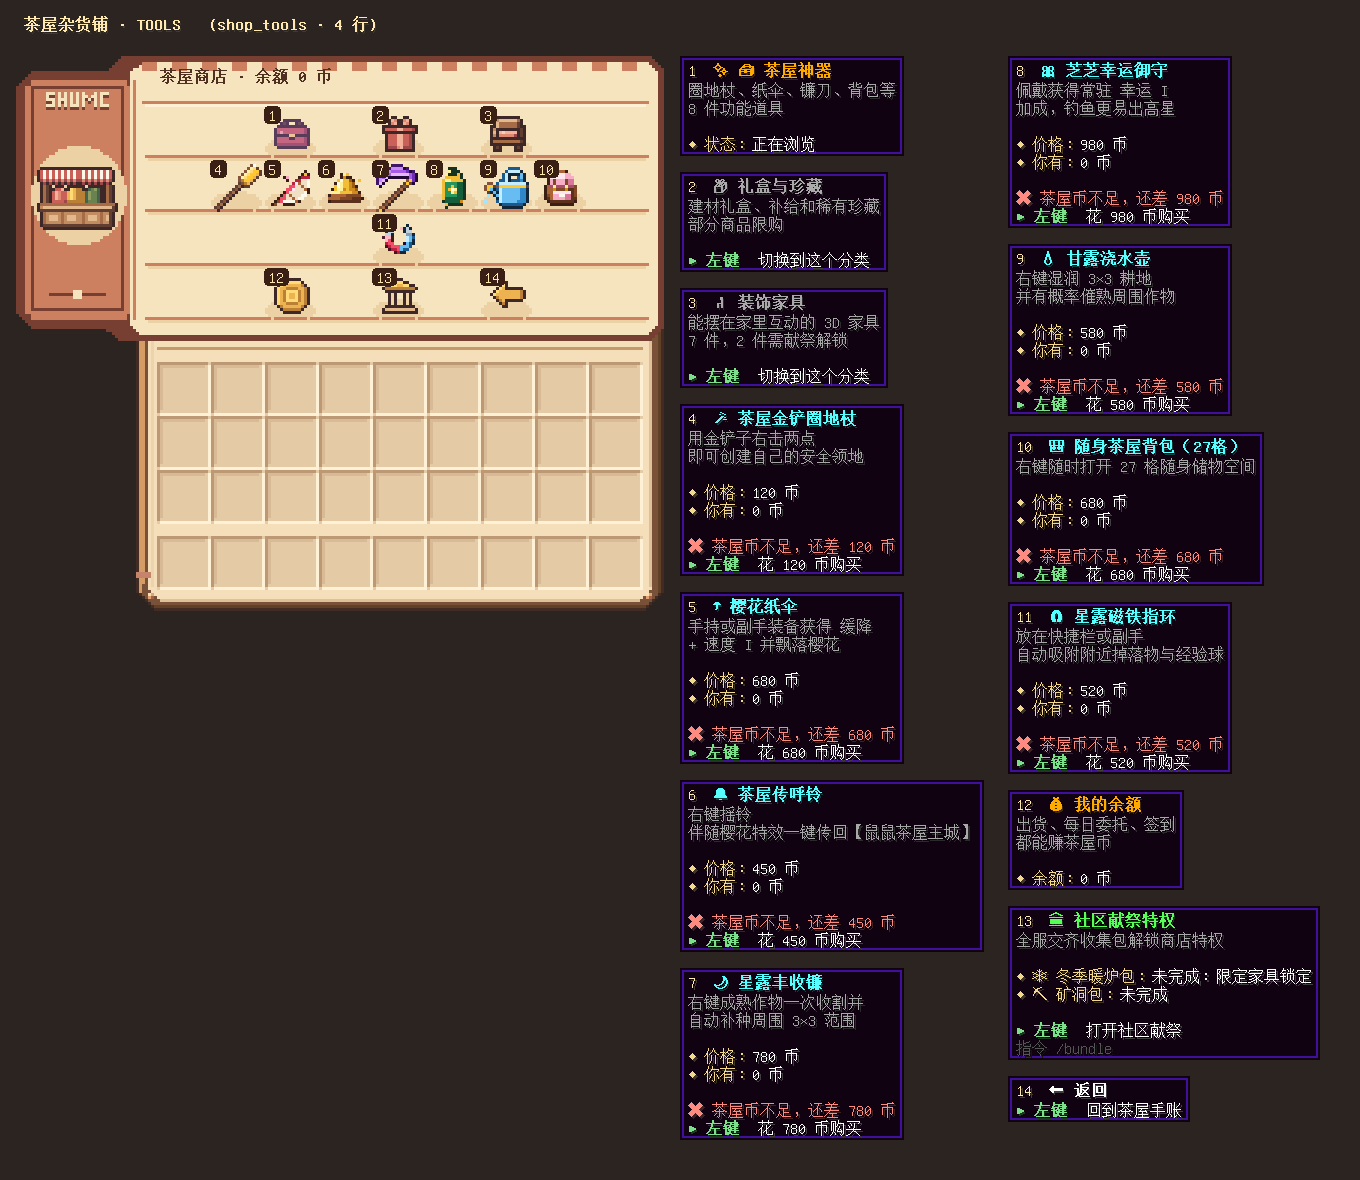 茶屋杂货铺 · TOOLS (shop_tools · 4 行)
SHUMC
茶屋商店 · 余额 0 币
1
2
3
4
5
6
7
8
9
10
11
12
13
14
1 茶屋神器
圈地杖、纸伞、镰刀、背包等
8 件功能道具
◆ 状态：正在浏览
2 礼盒与珍藏
建材礼盒、补给和稀有珍藏
部分商品限购
▶ 左键 切换到这个分类
3 装饰家具
能摆在家里互动的 3D 家具
7 件，2 件需献祭解锁
▶ 左键 切换到这个分类
4 茶屋金铲圈地杖
用金铲子右击两点
即可创建自己的安全领地
◆ 价格：120 币
◆ 你有：0 币
✖ 茶屋币不足，还差 120 币
▶ 左键 花 120 币购买
5 樱花纸伞
手持或副手装备获得 缓降
+ 速度 I 并飘落樱花
◆ 价格：680 币
◆ 你有：0 币
✖ 茶屋币不足，还差 680 币
▶ 左键 花 680 币购买
6 茶屋传呼铃
右键摇铃
伴随樱花特效一键传回【鼠鼠茶屋主城】
◆ 价格：450 币
◆ 你有：0 币
✖ 茶屋币不足，还差 450 币
▶ 左键 花 450 币购买
7 星露丰收镰
右键成熟作物一次收割并
自动补种周围 3×3 范围
◆ 价格：780 币
◆ 你有：0 币
✖ 茶屋币不足，还差 780 币
▶ 左键 花 780 币购买
8 芝芝幸运御守
佩戴获得常驻 幸运 I
加成，钓鱼更易出高星
◆ 价格：980 币
◆ 你有：0 币
✖ 茶屋币不足，还差 980 币
▶ 左键 花 980 币购买
9 甘露浇水壶
右键湿润 3×3 耕地
并有概率催熟周围作物
◆ 价格：580 币
◆ 你有：0 币
✖ 茶屋币不足，还差 580 币
▶ 左键 花 580 币购买
10 随身茶屋背包（27格）
右键随时打开 27 格随身储物空间
◆ 价格：680 币
◆ 你有：0 币
✖ 茶屋币不足，还差 680 币
▶ 左键 花 680 币购买
11 星露磁铁指环
放在快捷栏或副手
自动吸附附近掉落物与经验球
◆ 价格：520 币
◆ 你有：0 币
✖ 茶屋币不足，还差 520 币
▶ 左键 花 520 币购买
12 我的余额
出货、每日委托、签到
都能赚茶屋币
◆ 余额：0 币
13 社区献祭特权
全服交齐收集包解锁商店特权
◆ 冬季暖炉包：未完成：限定家具锁定
◆ 矿洞包：未完成
▶ 左键 打开社区献祭
指令 /bundle
14 返回
▶ 左键 回到茶屋手账